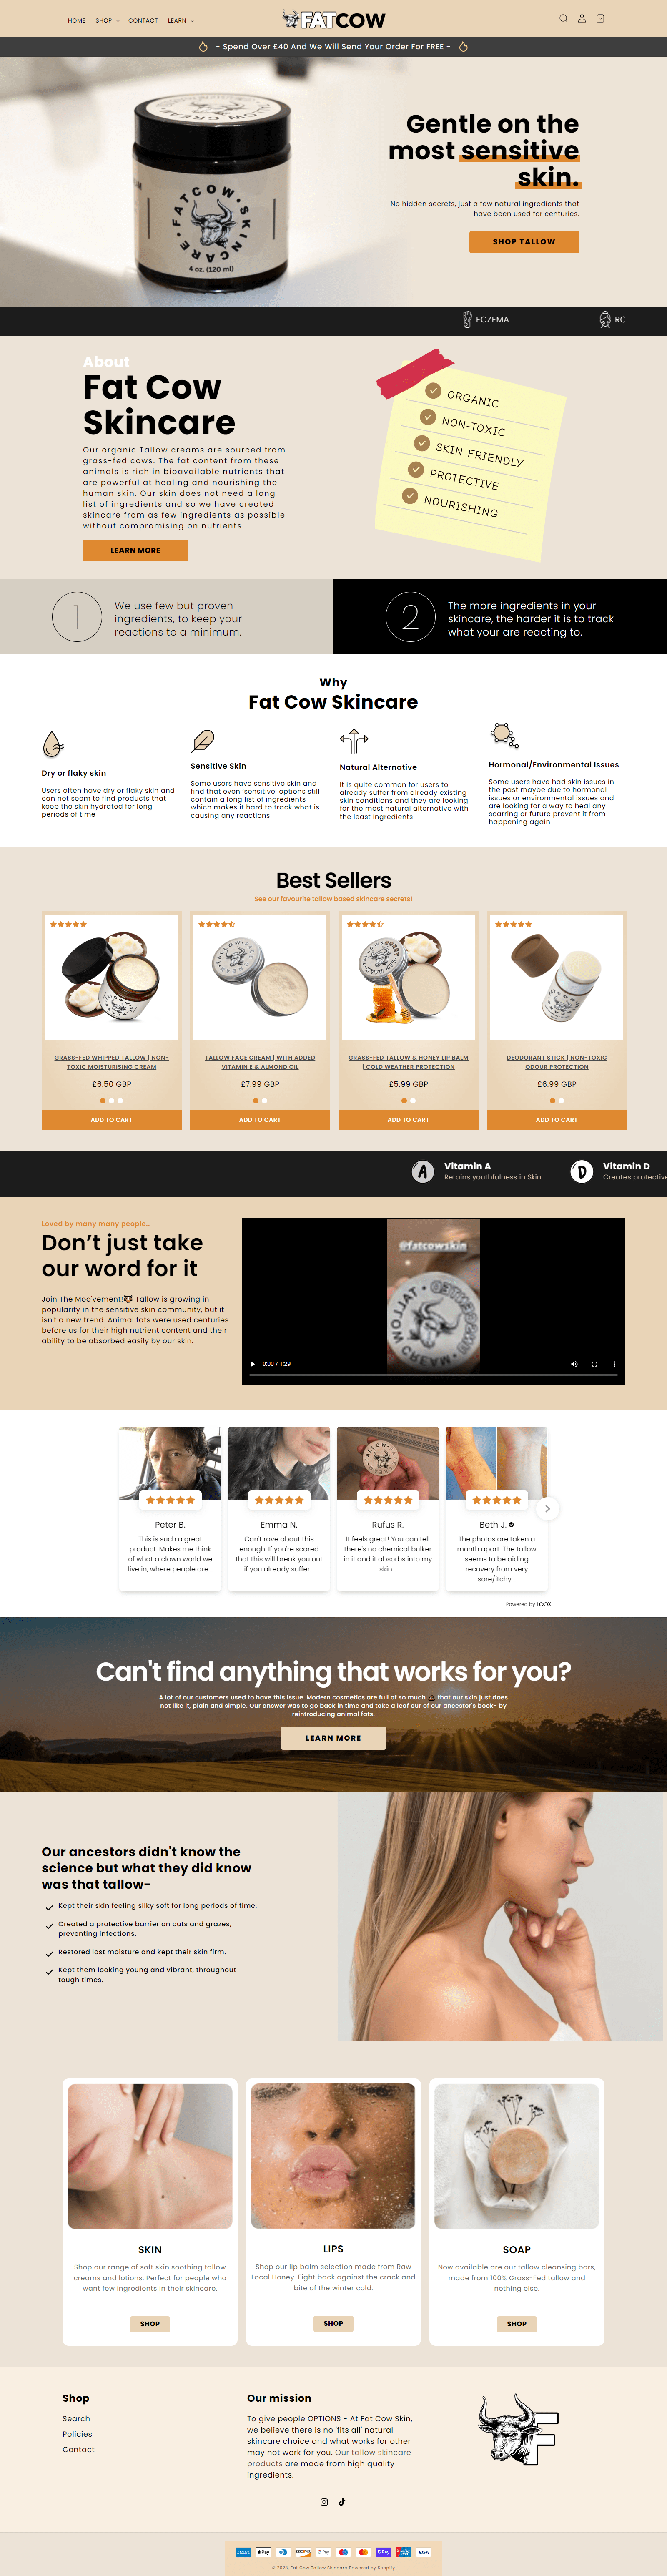 HOME SHOP CONTACT LEARN
FATCOW
- Spend Over £40 And We Will Send Your Order For FREE -
FATCOW SKINCARE
4 oz. (120 ml)
Gentle on the
most sensitive
skin.
No hidden secrets, just a few natural ingredients that
have been used for centuries.
SHOP TALLOW
ECZEMA
RC
About
Fat Cow
Skincare
Our organic Tallow creams are sourced from
grass-fed cows. The fat content from these
animals is rich in bioavailable nutrients that
are powerful at healing and nourishing the
human skin. Our skin does not need a long
list of ingredients and so we have created
skincare from as few ingredients as possible
without compromising on nutrients.
LEARN MORE
ORGANIC
NON-TOXIC
SKIN FRIENDLY
PROTECTIVE
NOURISHING
1
We use few but proven
ingredients, to keep your
reactions to a minimum.
2
The more ingredients in your
skincare, the harder it is to track
what your are reacting to.
Why
Fat Cow Skincare
Dry or flaky skin
Users often have dry or flaky skin and
can not seem to find products that
keep the skin hydrated for long
periods of time
Sensitive Skin
Some users have sensitive skin and
find that even 'sensitive' options still
contain a long list of ingredients
which makes it hard to track what is
causing any reactions
Natural Alternative
It is quite common for users to
already suffer from already existing
skin conditions and they are looking
for the most natural alternative with
the least ingredients
Hormonal/Environmental Issues
Some users have had skin issues in
the past maybe due to hormonal
issues or environmental issues and
are looking for a way to heal any
scarring or future prevent it from
happening again
Best Sellers
See our favourite tallow based skincare secrets!
GRASS-FED WHIPPED TALLOW | NON-
TOXIC MOISTURISING CREAM
£6.50 GBP
ADD TO CART
TALLOW FACE CREAM | WITH ADDED
VITAMIN E & ALMOND OIL
£7.99 GBP
ADD TO CART
GRASS-FED TALLOW & HONEY LIP BALM
| COLD WEATHER PROTECTION
£5.99 GBP
ADD TO CART
DEODORANT STICK | NON-TOXIC
ODOUR PROTECTION
£6.99 GBP
ADD TO CART
A
Vitamin A
Retains youthfulness in Skin
D
Vitamin D
Creates protective
Loved by many many people...
Don't just take
our word for it
Join The Moo'vement! Tallow is growing in
popularity in the sensitive skin community, but it
isn't a new trend. Animal fats were used centuries
before us for their high nutrient content and their
ability to be absorbed easily by our skin.
@fatcowskin
0:00 / 1:29
Peter B.
This is such a great
product. Makes me think
of what a clown world we
live in, where people are...
Emma N.
Can't rave about this
enough. If you're scared
that this will break you out
if you already suffer...
Rufus R.
It feels great! You can tell
there's no chemical bulker
in it and it absorbs into my
skin...
Beth J.
The photos are taken a
month apart. The tallow
seems to be aiding
recovery from very
sore/itchy...
Powered by LOOX
Can't find anything that works for you?
A lot of our customers used to have this issue. Modern cosmetics are full of so much that our skin just does
not like it, plain and simple. Our answer was to go back in time and take a leaf our of our ancestor's book- by
reintroducing animal fats.
LEARN MORE
Our ancestors didn't know the
science but what they did know
was that tallow-
Kept their skin feeling silky soft for long periods of time.
Created a protective barrier on cuts and grazes,
preventing infections.
Restored lost moisture and kept their skin firm.
Kept them looking young and vibrant, throughout
tough times.
SKIN
Shop our range of soft skin soothing tallow
creams and lotions. Perfect for people who
want few ingredients in their skincare.
SHOP
LIPS
Shop our lip balm selection made from Raw
Local Honey. Fight back against the crack and
bite of the winter cold.
SHOP
SOAP
Now available are our tallow cleansing bars,
made from 100% Grass-Fed tallow and
nothing else.
SHOP
Shop
Search
Policies
Contact
Our mission
To give people OPTIONS - At Fat Cow Skin,
we believe there is no 'fits all' natural
skincare choice and what works for other
may not work for you. Our tallow skincare
products are made from high quality
ingredients.
F
© 2023, Fat Cow Tallow Skincare Powered by Shopify